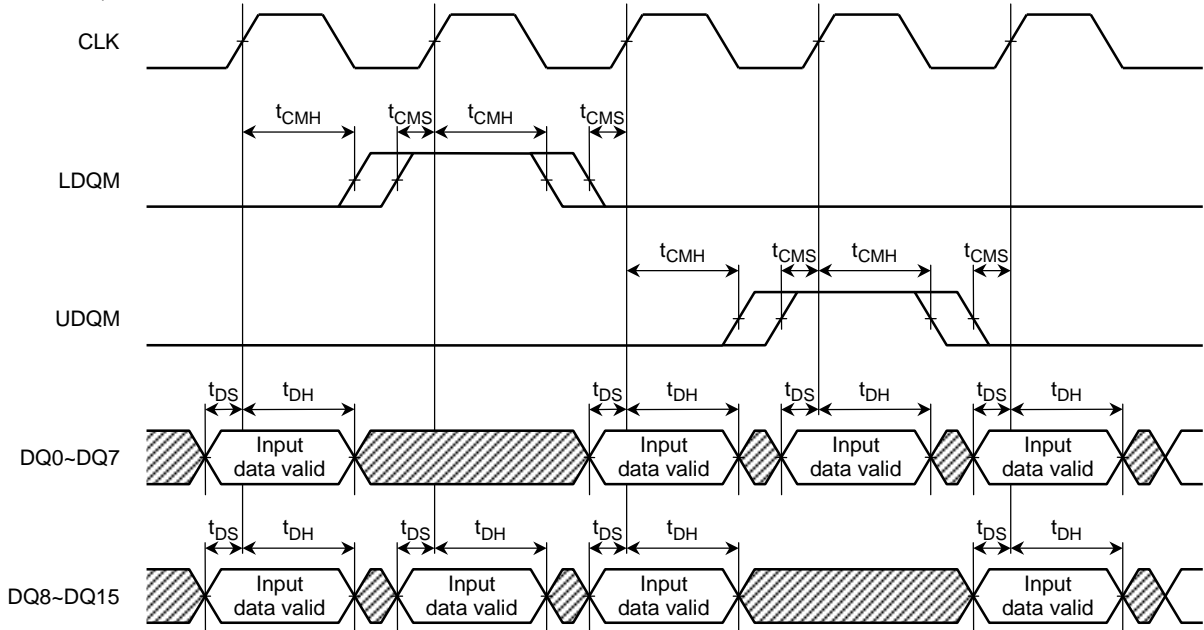 CLK
tCMH tCMS tCMH tCMS
LDQM
tCMH tCMS tCMH tCMS
UDQM
tDS tDH tDS tDH tDS tDH tDS tDH
DQ0~DQ7
Input data valid
Input data valid
Input data valid
Input data valid
tDS tDH tDS tDH tDS tDH tDS tDH
DQ8~DQ15
Input data valid
Input data valid
Input data valid
Input data valid